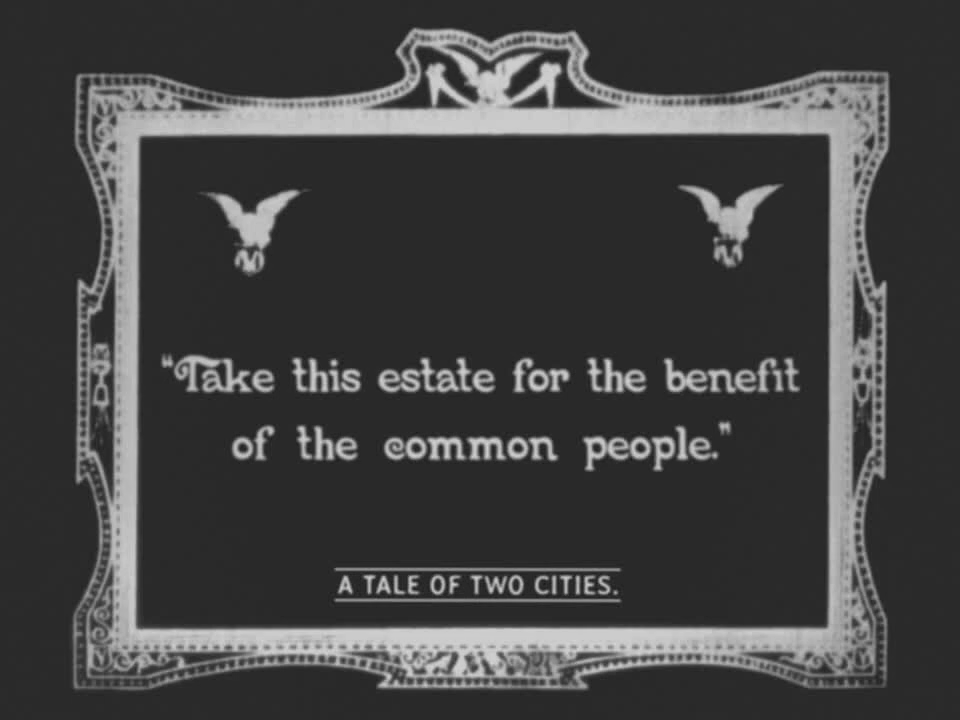 “Take this estate for the benefit
of the common people.”
A TALE OF TWO CITIES.